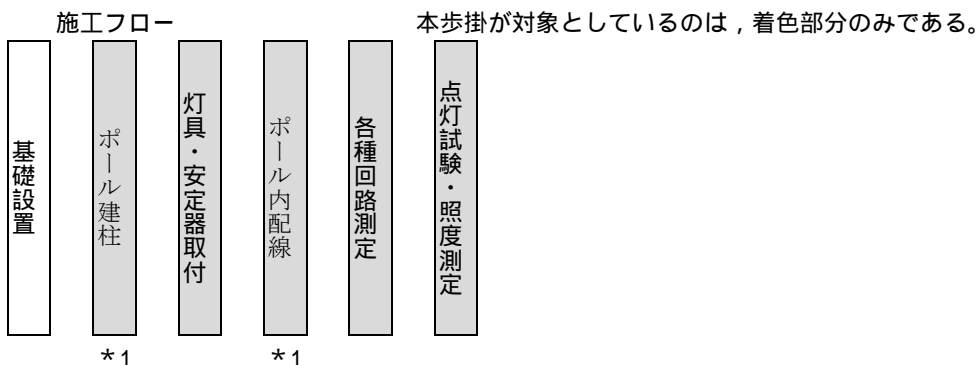 施工フロー
本歩掛が対象としているのは，着色部分のみである。
基礎設置
ポール建柱
灯具・安定器取付
ポール内配線
各種回路測定
点灯試験・照度測定
＊1
＊1